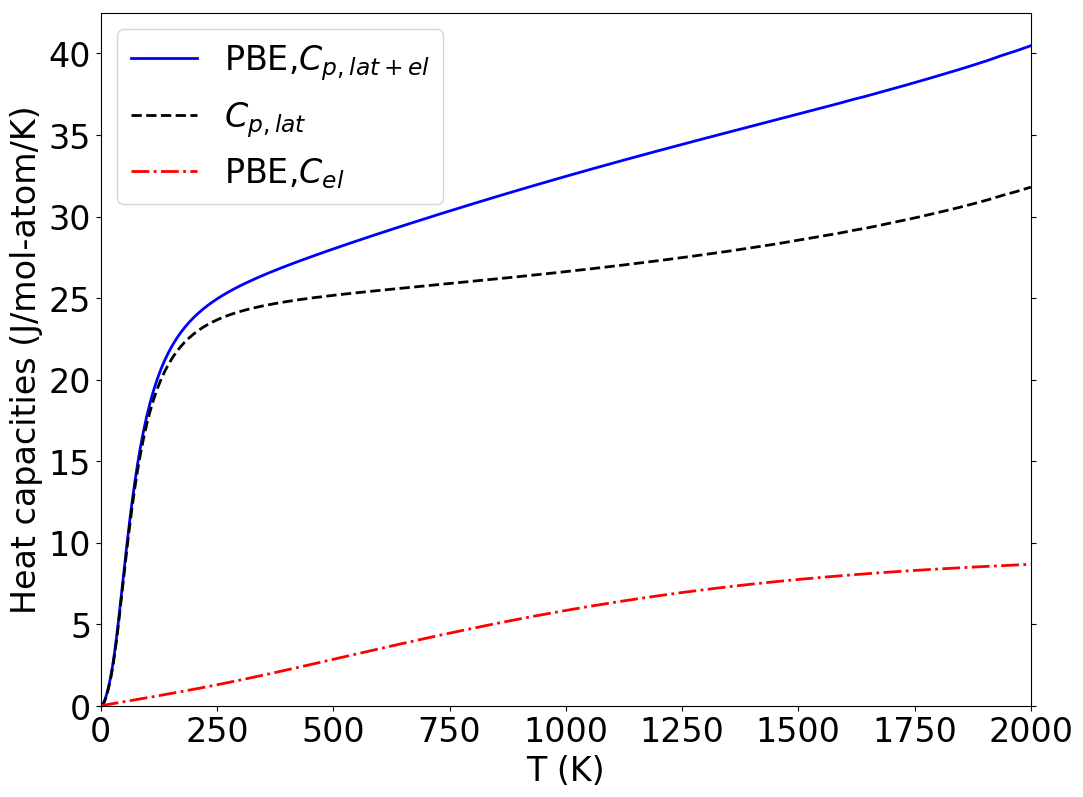 PBE,C_{p, lat+el}
C_{p, lat}
PBE,C_{el}
Heat capacities (J/mol-atom/K)
40
35
30
25
20
15
10
5
0
0 250 500 750 1000 1250 1500 1750 2000
T (K)